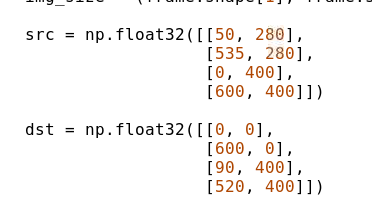 img_size = (frame.shape[1], frame.
src = np.float32([[50, 280],
[535, 280],
[0, 400],
[600, 400]])
dst = np.float32([[0, 0],
[600, 0],
[90, 400],
[520, 400]])